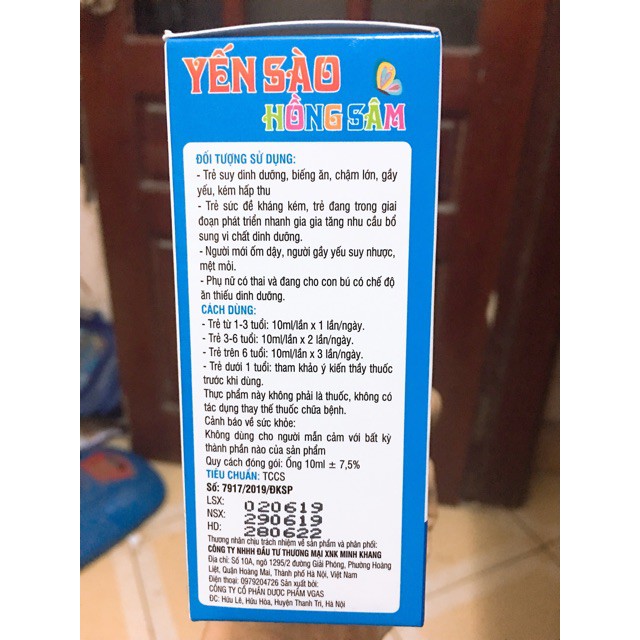 YẾN SÀO
HỒNG SÂM
ĐỐI TƯỢNG SỬ DỤNG:
- Trẻ suy dinh dưỡng, biếng ăn, chậm lớn, gầy
yếu, kém hấp thu
- Trẻ sức đề kháng kém, trẻ đang trong giai
đoạn phát triển nhanh gia gia tăng nhu cầu bổ
sung vi chất dinh dưỡng.
- Người mới ốm dậy, người gầy yếu suy nhược,
mệt mỏi.
- Phụ nữ có thai và đang cho con bú có chế độ
ăn thiếu dinh dưỡng.
CÁCH DÙNG:
- Trẻ từ 1-3 tuổi: 10ml/lần x 1 lần/ngày.
- Trẻ 3-6 tuổi: 10ml/lần x 2 lần/ngày.
- Trẻ trên 6 tuổi: 10ml/lần x 3 lần/ngày.
- Trẻ dưới 1 tuổi: tham khảo ý kiến thầy thuốc
trước khi dùng.
Thực phẩm này không phải là thuốc, không có
tác dụng thay thế thuốc chữa bệnh.
Cảnh báo về sức khỏe:
Không dùng cho người mẫn cảm với bất kỳ
thành phần nào của sản phẩm
Quy cách đóng gói: Ống 10ml ± 7,5%
TIÊU CHUẨN: TCCS
Số: 7917/2019/ĐKSP
LSX: 020619
NSX: 290619
HD: 280622
Thương nhân chịu trách nhiệm về sản phẩm và phân phối:
CÔNG TY NHHH ĐẦU TƯ THƯƠNG MẠI XNK MINH KHANG
Địa chỉ: Số 10A, ngõ 1295/2 đường Giải Phóng, Phường Hoàng
Liệt, Quận Hoàng Mai, Thành phố Hà Nội, Việt Nam
Điện thoại: 0979204726 Sản xuất bởi:
CÔNG TY CỔ PHẦN DƯỢC PHẨM VGAS
ĐC: Hữu Lê, Hữu Hòa, Huyện Thanh Trì, Hà Nội